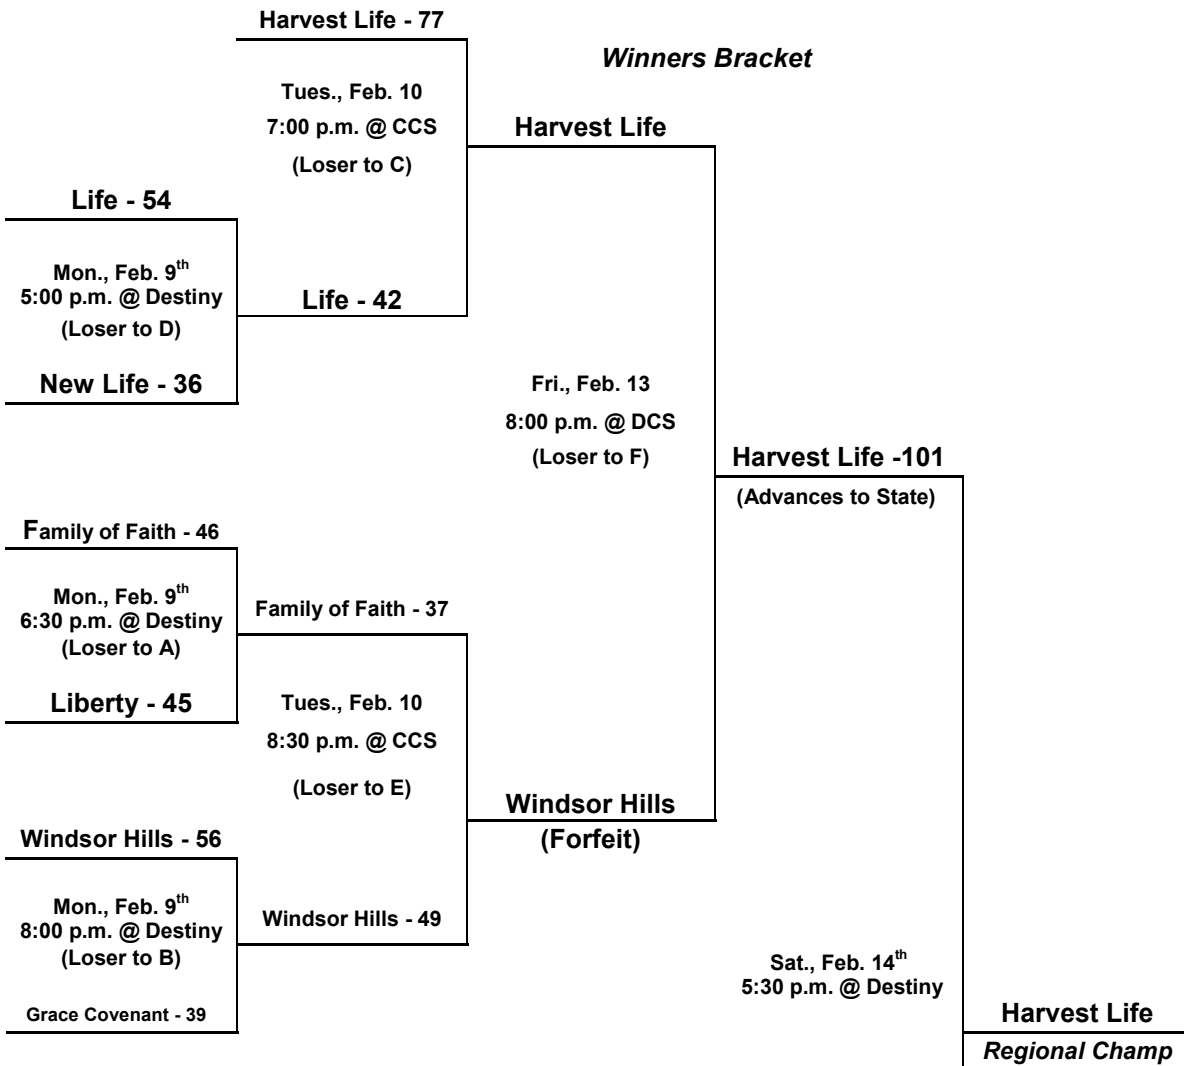 Harvest Life - 77
Winners Bracket
Tues., Feb. 10
7:00 p.m. @ CCS
(Loser to C)
Harvest Life
Life - 54
Mon., Feb. 9th
5:00 p.m. @ Destiny
(Loser to D)
Life - 42
New Life - 36
Fri., Feb. 13
8:00 p.m. @ DCS
(Loser to F)
Harvest Life -101
(Advances to State)
Family of Faith - 46
Mon., Feb. 9th
6:30 p.m. @ Destiny
(Loser to A)
Family of Faith - 37
Liberty - 45
Tues., Feb. 10
8:30 p.m. @ CCS
(Loser to E)
Windsor Hills
(Forfeit)
Windsor Hills - 56
Mon., Feb. 9th
8:00 p.m. @ Destiny
(Loser to B)
Windsor Hills - 49
Grace Covenant - 39
Sat., Feb. 14th
5:30 p.m. @ Destiny
Harvest Life
Regional Champ